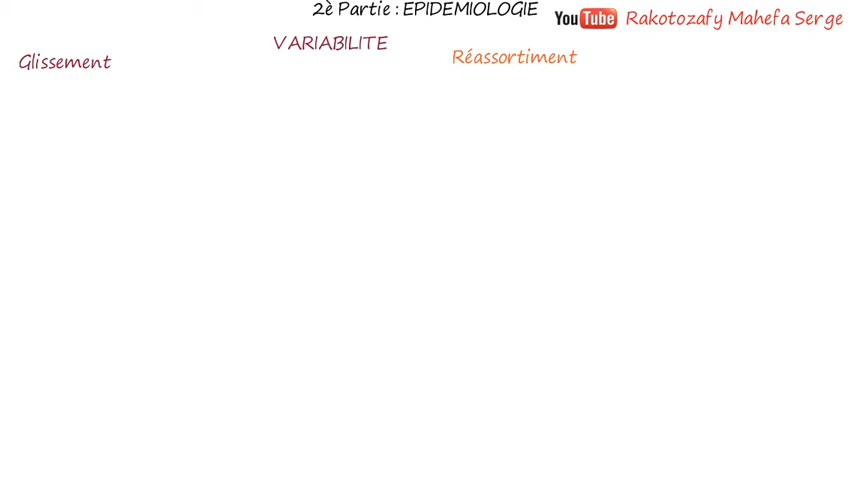 2è Partie : EPIDEMIOLOGIE
YouTube Rakotozafy Mahefa Serge
VARIABILITE
Glissement
Réassortiment